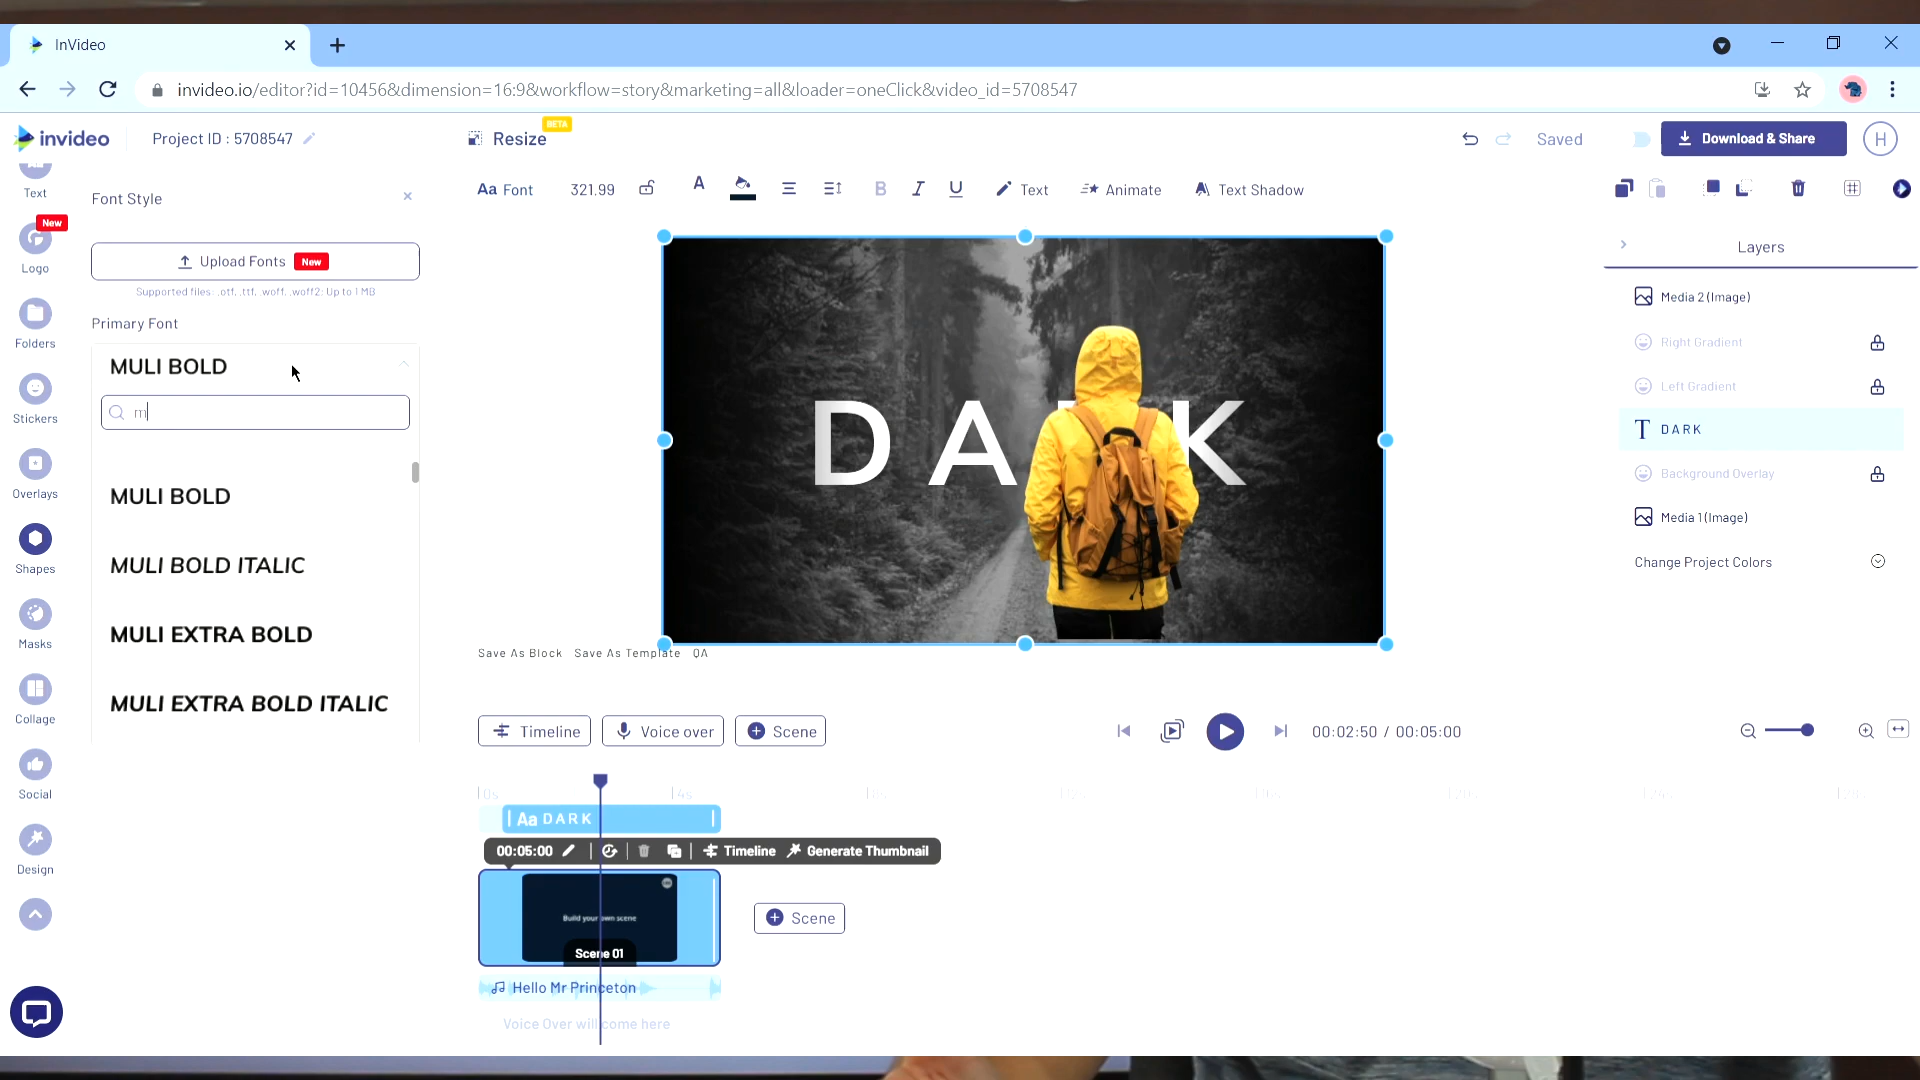 InVideo
invideo.io/editor?id=10456&dimension=16:9&workflow=story&marketing=all&loader=oneClick&video_id=5708547
invideo
Project ID : 5708547
Resize
BETA
Saved
Download & Share
H
Text
New
Logo
Folders
Stickers
Overlays
Shapes
Masks
Collage
Social
Design
Font Style
Upload Fonts New
Supported files: .otf, .ttf, .woff, .woff2; Up to 1 MB
Primary Font
MULI BOLD
m
MULI BOLD
MULI BOLD ITALIC
MULI EXTRA BOLD
MULI EXTRA BOLD ITALIC
Aa Font 321.99 A B I U Text Animate Text Shadow
DA K
Save As Block Save As Template QA
Layers
Media 2 (Image)
Right Gradient
Left Gradient
T DARK
Background Overlay
Media 1 (Image)
Change Project Colors
Timeline Voice over Scene
00:02:50 / 00:05:00
0s 4s 8s
Aa DARK
00:05:00 Timeline Generate Thumbnail
Build your own scene
Scene 01
Scene
Hello Mr Princeton
Voice Over will come here